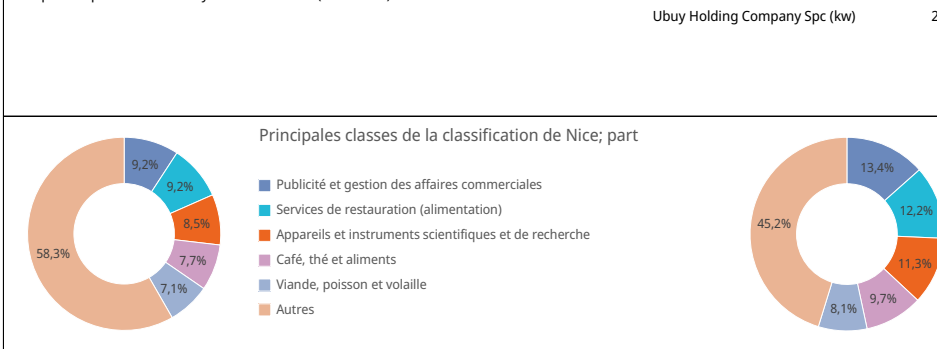 Ubuy Holding Company Spc (kw) 2
Principales classes de la classification de Nice; part
9,2%
9,2%
8,5%
7,7%
7,1%
58,3%
Publicité et gestion des affaires commerciales
Services de restauration (alimentation)
Appareils et instruments scientifiques et de recherche
Café, thé et aliments
Viande, poisson et volaille
Autres
13,4%
12,2%
11,3%
9,7%
8,1%
45,2%